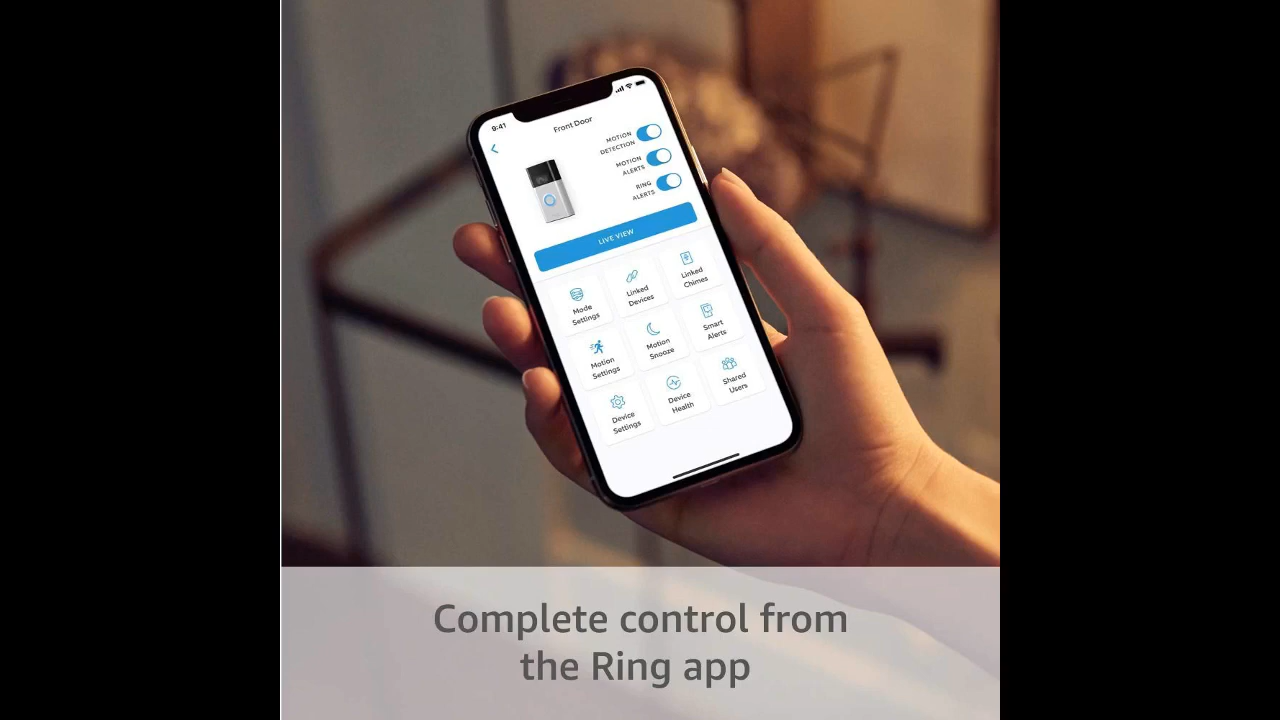 9:41
Front Door
MOTION
DETECTION
MOTION
ALERTS
RING
ALERTS
LIVE VIEW
Mode
Settings
Linked
Devices
Linked
Chimes
Motion
Settings
Motion
Snooze
Smart
Alerts
Device
Settings
Device
Health
Shared
Users
Complete control from
the Ring app